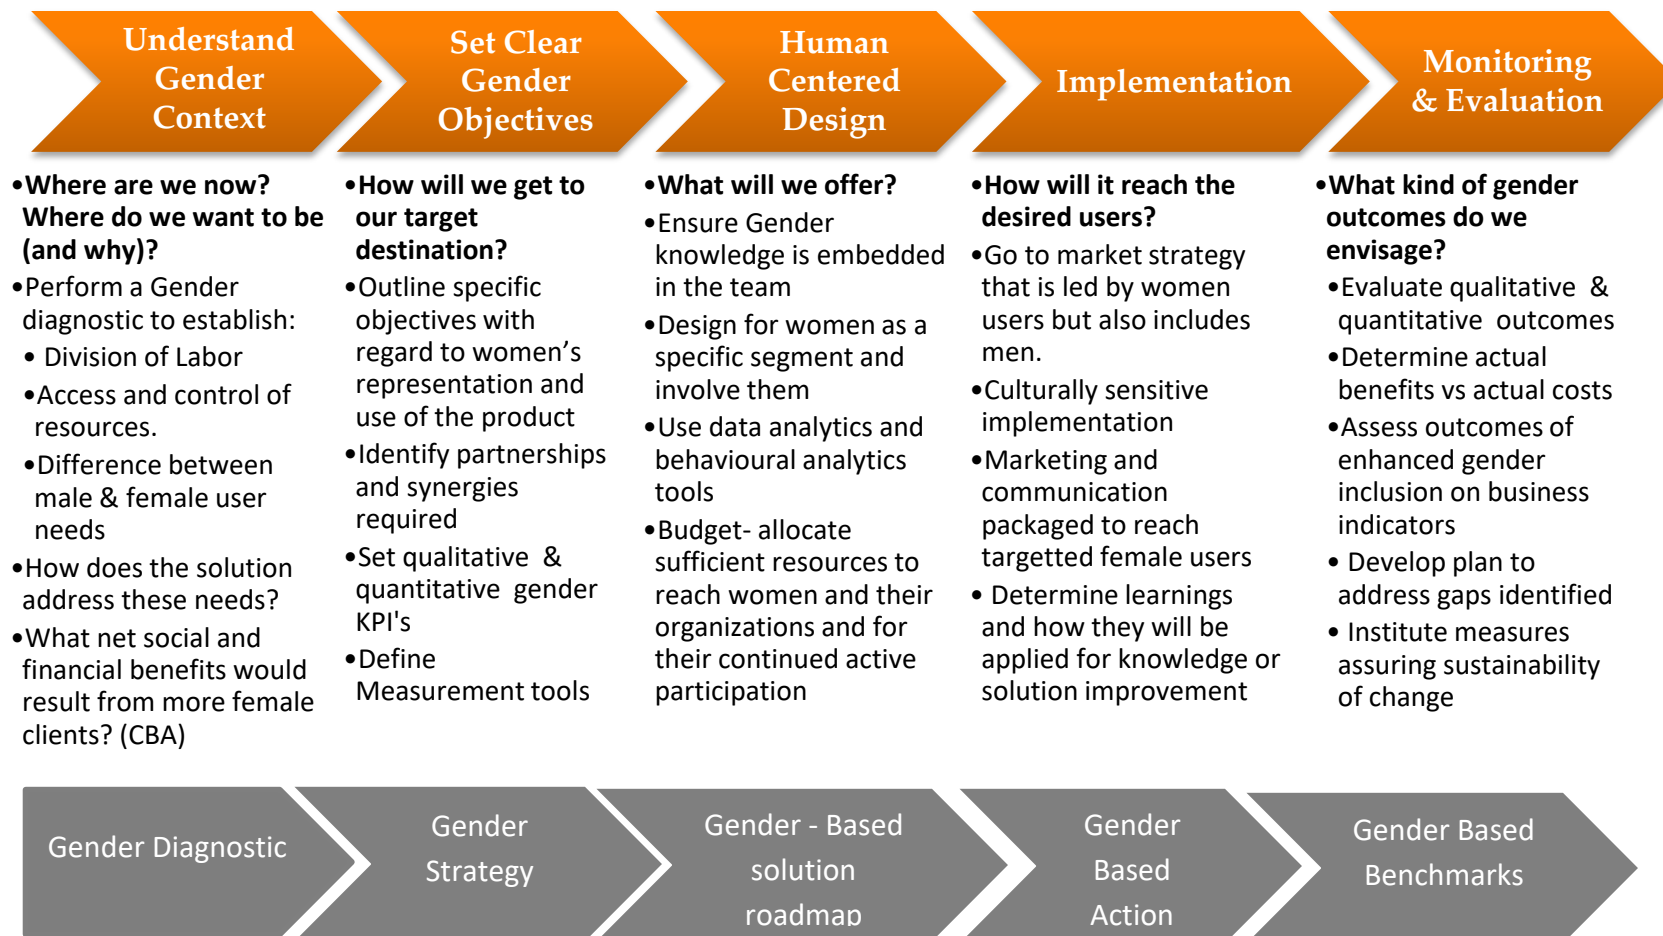 Understand
Gender
Context
Set Clear
Gender
Objectives
Human
Centered
Design
Implementation
Monitoring
& Evaluation
•Where are we now?
Where do we want to be
(and why)?
•Perform a Gender
diagnostic to establish:
• Division of Labor
•Access and control of
resources.
•Difference between
male & female user
needs
•How does the solution
address these needs?
•What net social and
financial benefits would
result from more female
clients? (CBA)
•How will we get to
our target
destination?
•Outline specific
objectives with
regard to women’s
representation and
use of the product
•Identify partnerships
and synergies
required
•Set qualitative &
quantitative gender
KPI's
•Define
Measurement tools
•What will we offer?
•Ensure Gender
knowledge is embedded
in the team
•Design for women as a
specific segment and
involve them
•Use data analytics and
behavioural analytics
tools
•Budget- allocate
sufficient resources to
reach women and their
organizations and for
their continued active
participation
•How will it reach the
desired users?
•Go to market strategy
that is led by women
users but also includes
men.
•Culturally sensitive
implementation
•Marketing and
communication
packaged to reach
targetted female users
• Determine learnings
and how they will be
applied for knowledge or
solution improvement
•What kind of gender
outcomes do we
envisage?
•Evaluate qualitative &
quantitative outcomes
•Determine actual
benefits vs actual costs
•Assess outcomes of
enhanced gender
inclusion on business
indicators
• Develop plan to
address gaps identified
• Institute measures
assuring sustainability
of change
Gender Diagnostic
Gender
Strategy
Gender - Based
solution
roadmap
Gender
Based
Action
Gender Based
Benchmarks